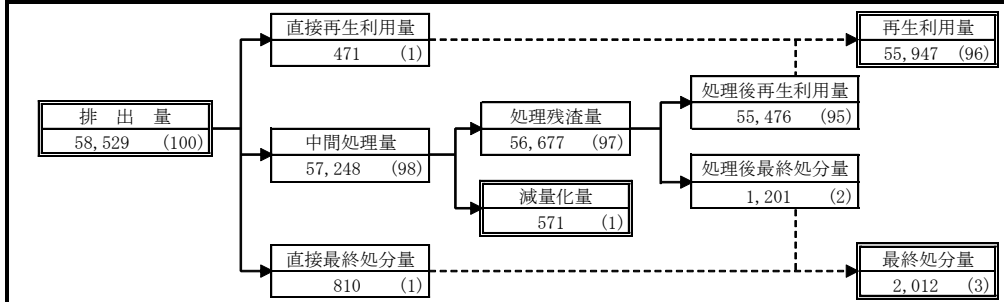 直接再生利用量
471 (1)
再生利用量
55,947 (96)
処理後再生利用量
55,476 (95)
排 出 量
58,529 (100)
処理残渣量
56,677 (97)
中間処理量
57,248 (98)
処理後最終処分量
1,201 (2)
減量化量
571 (1)
直接最終処分量
810 (1)
最終処分量
2,012 (3)